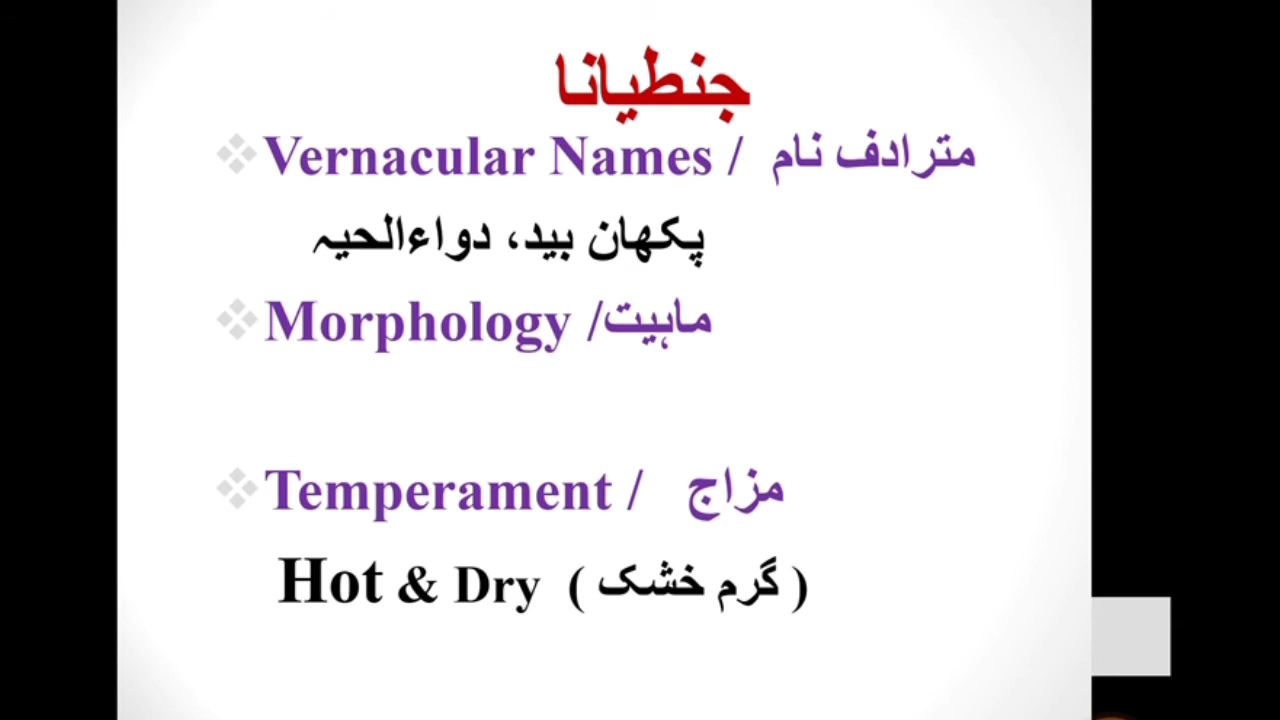 جنطیانا
Vernacular Names / مترادف نام
پکھان بید، دواءالحیہ
Morphology /ماہیت
Temperament / مزاج
Hot & Dry ( گرم خشک )